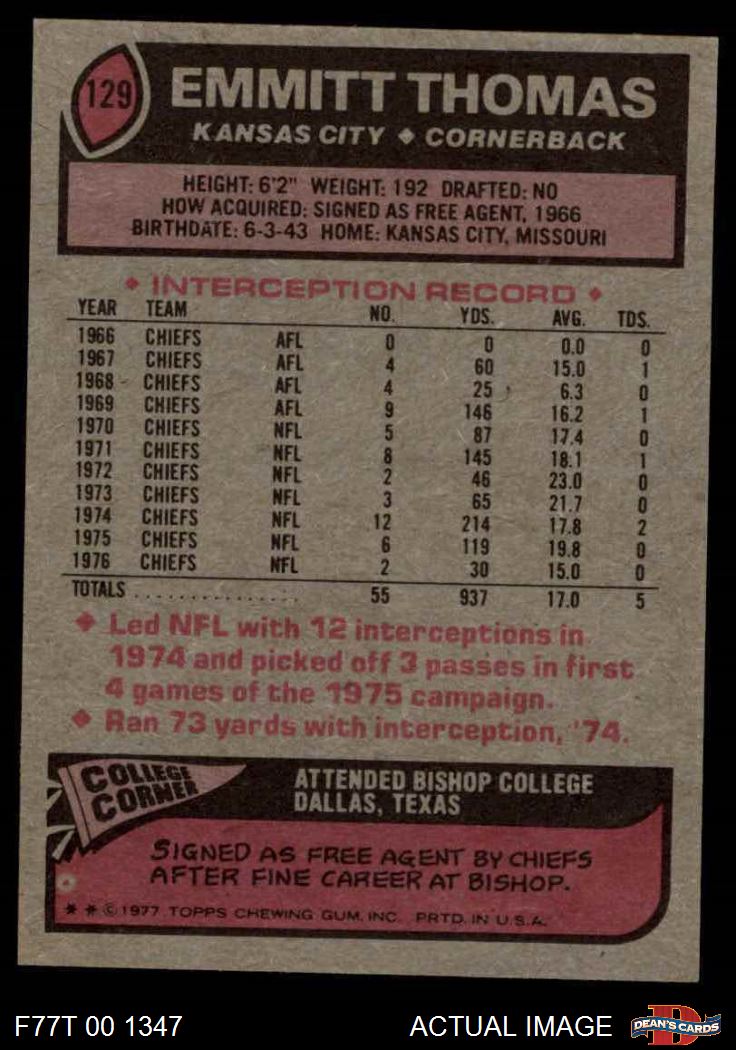 129
EMMITT THOMAS
KANSAS CITY ◆ CORNERBACK
HEIGHT: 6'2" WEIGHT: 192 DRAFTED: NO
HOW ACQUIRED: SIGNED AS FREE AGENT, 1966
BIRTHDATE: 6-3-43 HOME: KANSAS CITY, MISSOURI
◆ INTERCEPTION RECORD ◆
YEAR TEAM NO. YDS. AVG. TDS.
1966 CHIEFS AFL 0 0 0.0 0
1967 CHIEFS AFL 4 60 15.0 1
1968 CHIEFS AFL 4 25 6.3 0
1969 CHIEFS AFL 9 146 16.2 1
1970 CHIEFS NFL 5 87 17.4 0
1971 CHIEFS NFL 8 145 18.1 1
1972 CHIEFS NFL 2 46 23.0 0
1973 CHIEFS NFL 3 65 21.7 0
1974 CHIEFS NFL 12 214 17.8 2
1975 CHIEFS NFL 6 119 19.8 0
1976 CHIEFS NFL 2 30 15.0 0
TOTALS ................ 55 937 17.0 5
◆ Led NFL with 12 interceptions in
1974 and picked off 3 passes in first
4 games of the 1975 campaign.
◆ Ran 73 yards with interception, '74.
COLLEGE
CORNER
ATTENDED BISHOP COLLEGE
DALLAS, TEXAS
SIGNED AS FREE AGENT BY CHIEFS
AFTER FINE CAREER AT BISHOP.
* * © 1977 TOPPS CHEWING GUM, INC. PRTD. IN U.S.A.
F77T 00 1347
ACTUAL IMAGE
D
DEAN'S CARDS